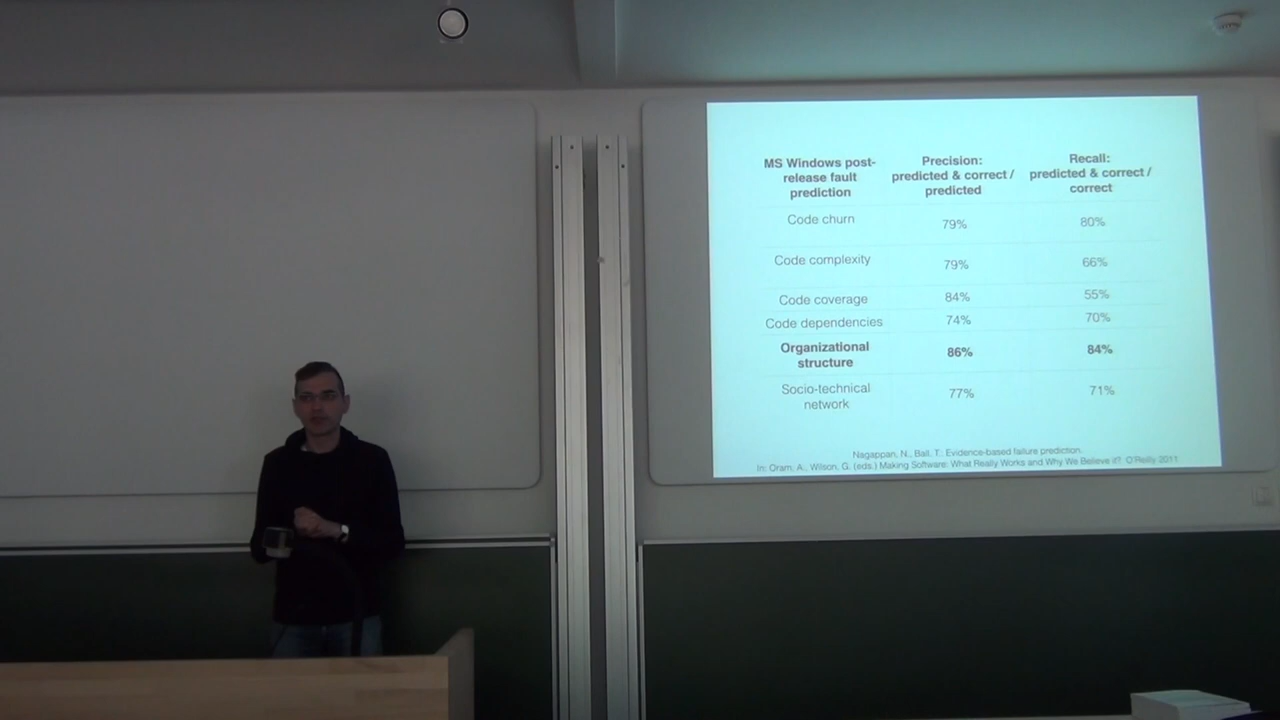 MS Windows post-
release fault
prediction
Precision:
predicted & correct /
predicted
Recall:
predicted & correct /
correct
Code churn
79%
80%
Code complexity
79%
66%
Code coverage
84%
55%
Code dependencies
74%
70%
Organizational
structure
86%
84%
Socio-technical
network
77%
71%
Nagappan, N., Ball, T. Evidence-based failure prediction.
In: Oram, A., Wilson, G. (eds.) Making Software: What Really Works and Why We Believe it? O'Reilly 2011